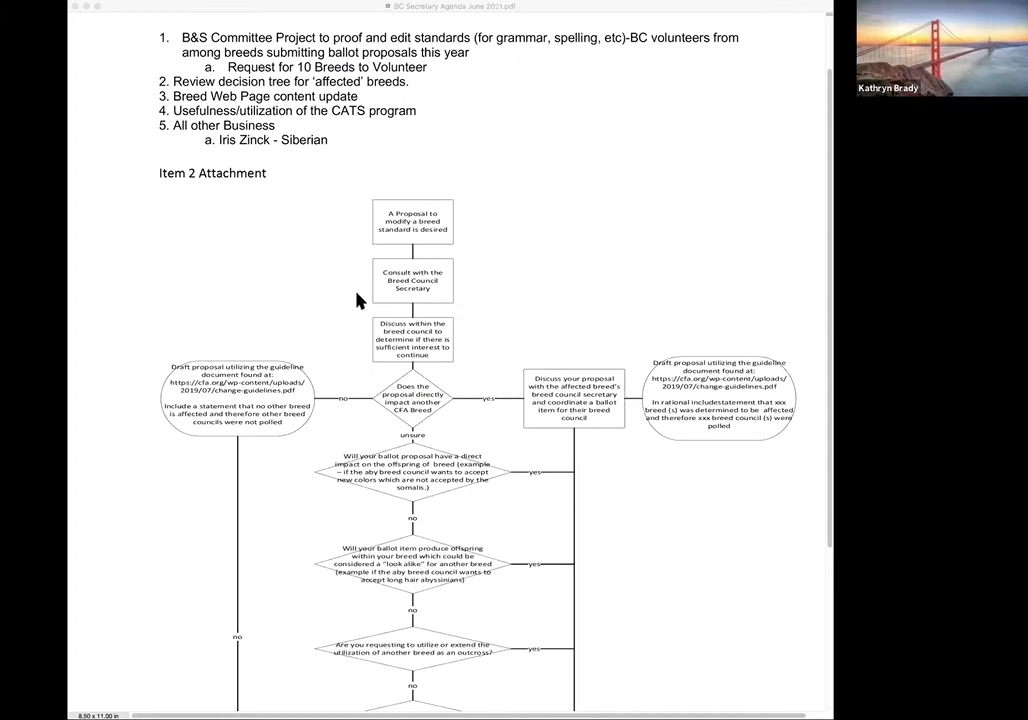 BC Secretary Agenda June 2021.pdf
1. B&S Committee Project to proof and edit standards (for grammar, spelling, etc)-BC volunteers from
among breeds submitting ballot proposals this year
a. Request for 10 Breeds to Volunteer
2. Review decision tree for 'affected' breeds.
3. Breed Web Page content update
4. Usefulness/utilization of the CATS program
5. All other Business
a. Iris Zinck - Siberian
Item 2 Attachment
A Proposal to
modify a breed
standard is desired
Consult with the
Breed Council
Secretary
Discuss within the
breed council to
determine if there is
sufficient interest to
continue
Does the
proposal directly
impact another
CFA Breed
no
Draft proposal utilizing the guideline
document found at:
https://cfa.org/wp-content/uploads/
2019/07/change-guidelines.pdf
Include a statement that no other breed
is affected and therefore other breed
councils were not polled
yes
Discuss your proposal
with the affected breed's
breed council secretary
and coordinate a ballot
item for their breed
council
Draft proposal utilizing the guideline
document found at:
https://cfa.org/wp-content/uploads/
2019/07/change-guidelines.pdf
In rational includestatement that xxx
breed (s) was determined to be affected
and therefore xxx breed council (s) were
polled
unsure
Will your ballot proposal have a direct
impact on the offspring of breed (example
– if the aby breed council wants to accept
new colors which are not accepted by the
somalis.)
yes
no
Will your ballot item produce offspring
within your breed which could be
considered a "look alike" for another breed
(example if the aby breed council wants to
accept long hair abyssinians)
yes
no
no
Are you requesting to utilize or extend the
utilization of another breed as an outcross?
yes
no
8.50 x 11.00 in
Kathryn Brady